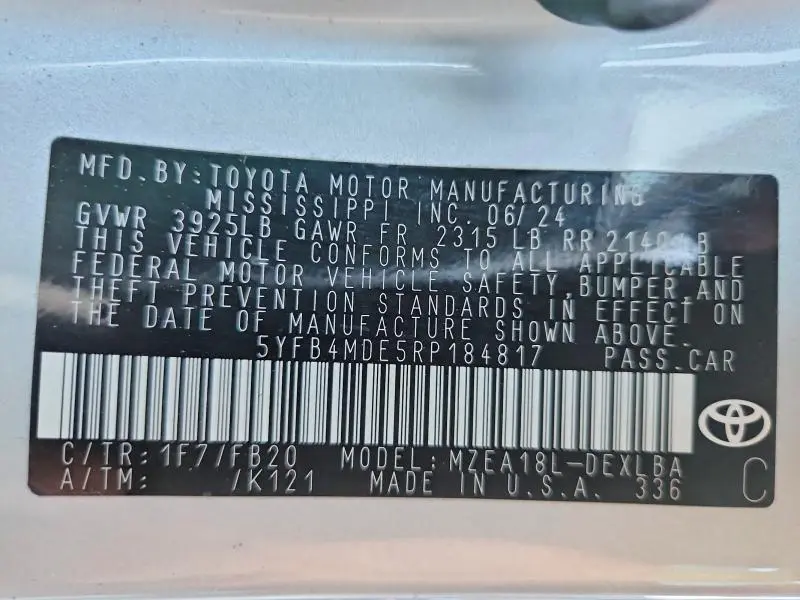 MFD.BY:TOYOTA MOTOR MANUFACTURING
MISSISSIPPI INC. 06/24
GVWR 3925LB GAWR FR 2315LB RR 2140LB
THIS VEHICLE CONFORMS TO ALL APPLICABLE
FEDERAL MOTOR VEHICLE SAFETY,BUMPER AND
THEFT PREVENTION STANDARDS IN EFFECT ON
THE DATE OF MANUFACTURE SHOWN ABOVE.
5YFB4MDE5RP184817 PASS.CAR
C/TR:1F7/FB20 MODEL:MZEA18L-DEXLBA
A/TM: /K121 MADE IN U.S.A. 336 C